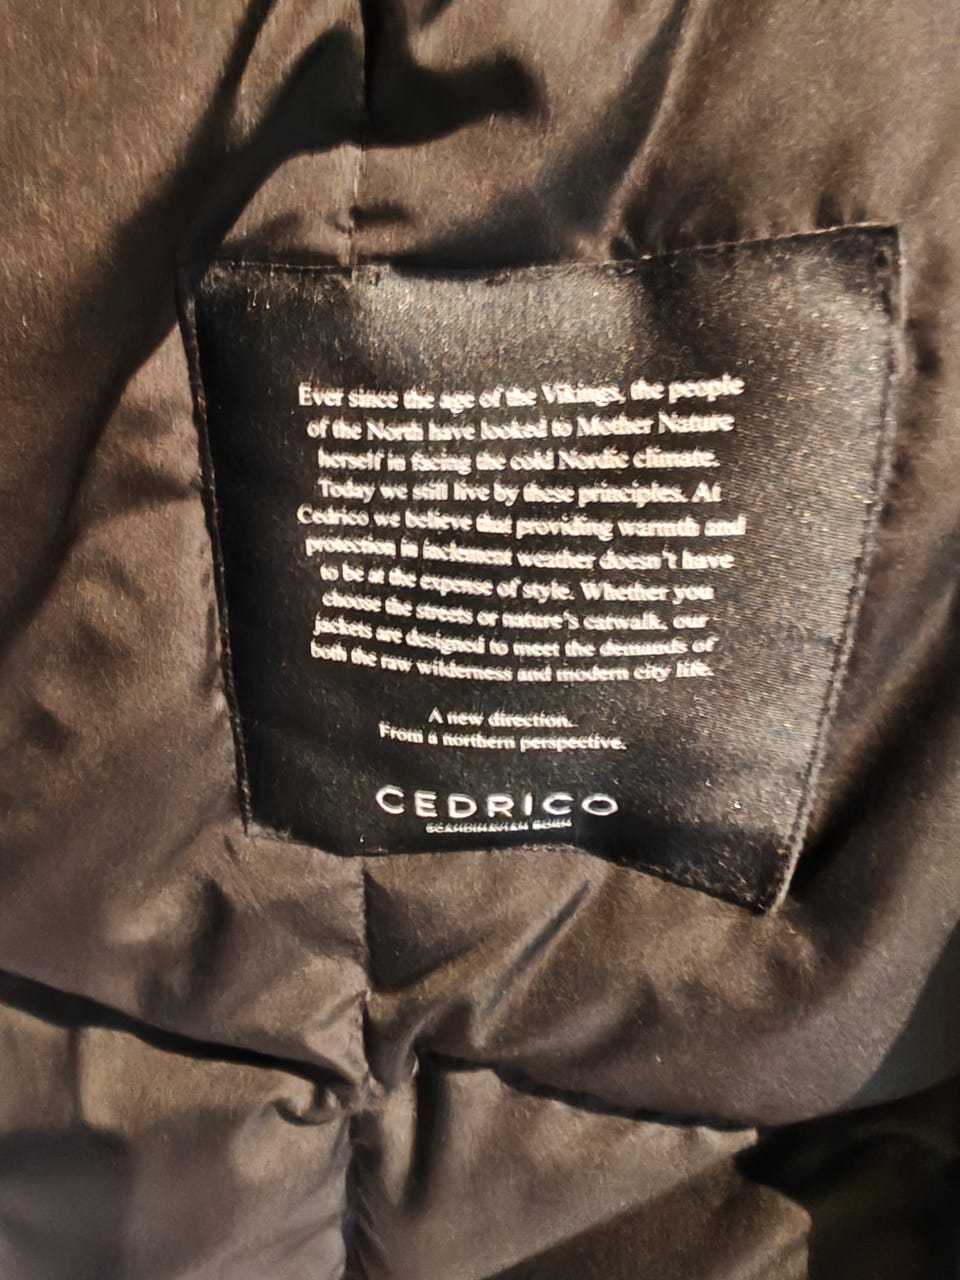 Ever since the age of the Vikings, the people
of the North have looked to Mother Nature
herself in facing the cold Nordic climate.
Today we still live by these principles. At
Cedrico we believe that providing warmth and
protection in inclement weather doesn't have
to be at the expense of style. Whether you
choose the streets or nature's catwalk, our
jackets are designed to meet the demands of
both the raw wilderness and modern city life.
A new direction.
From a northern perspective.
CEDRICO
SCANDINAVIAN BORN